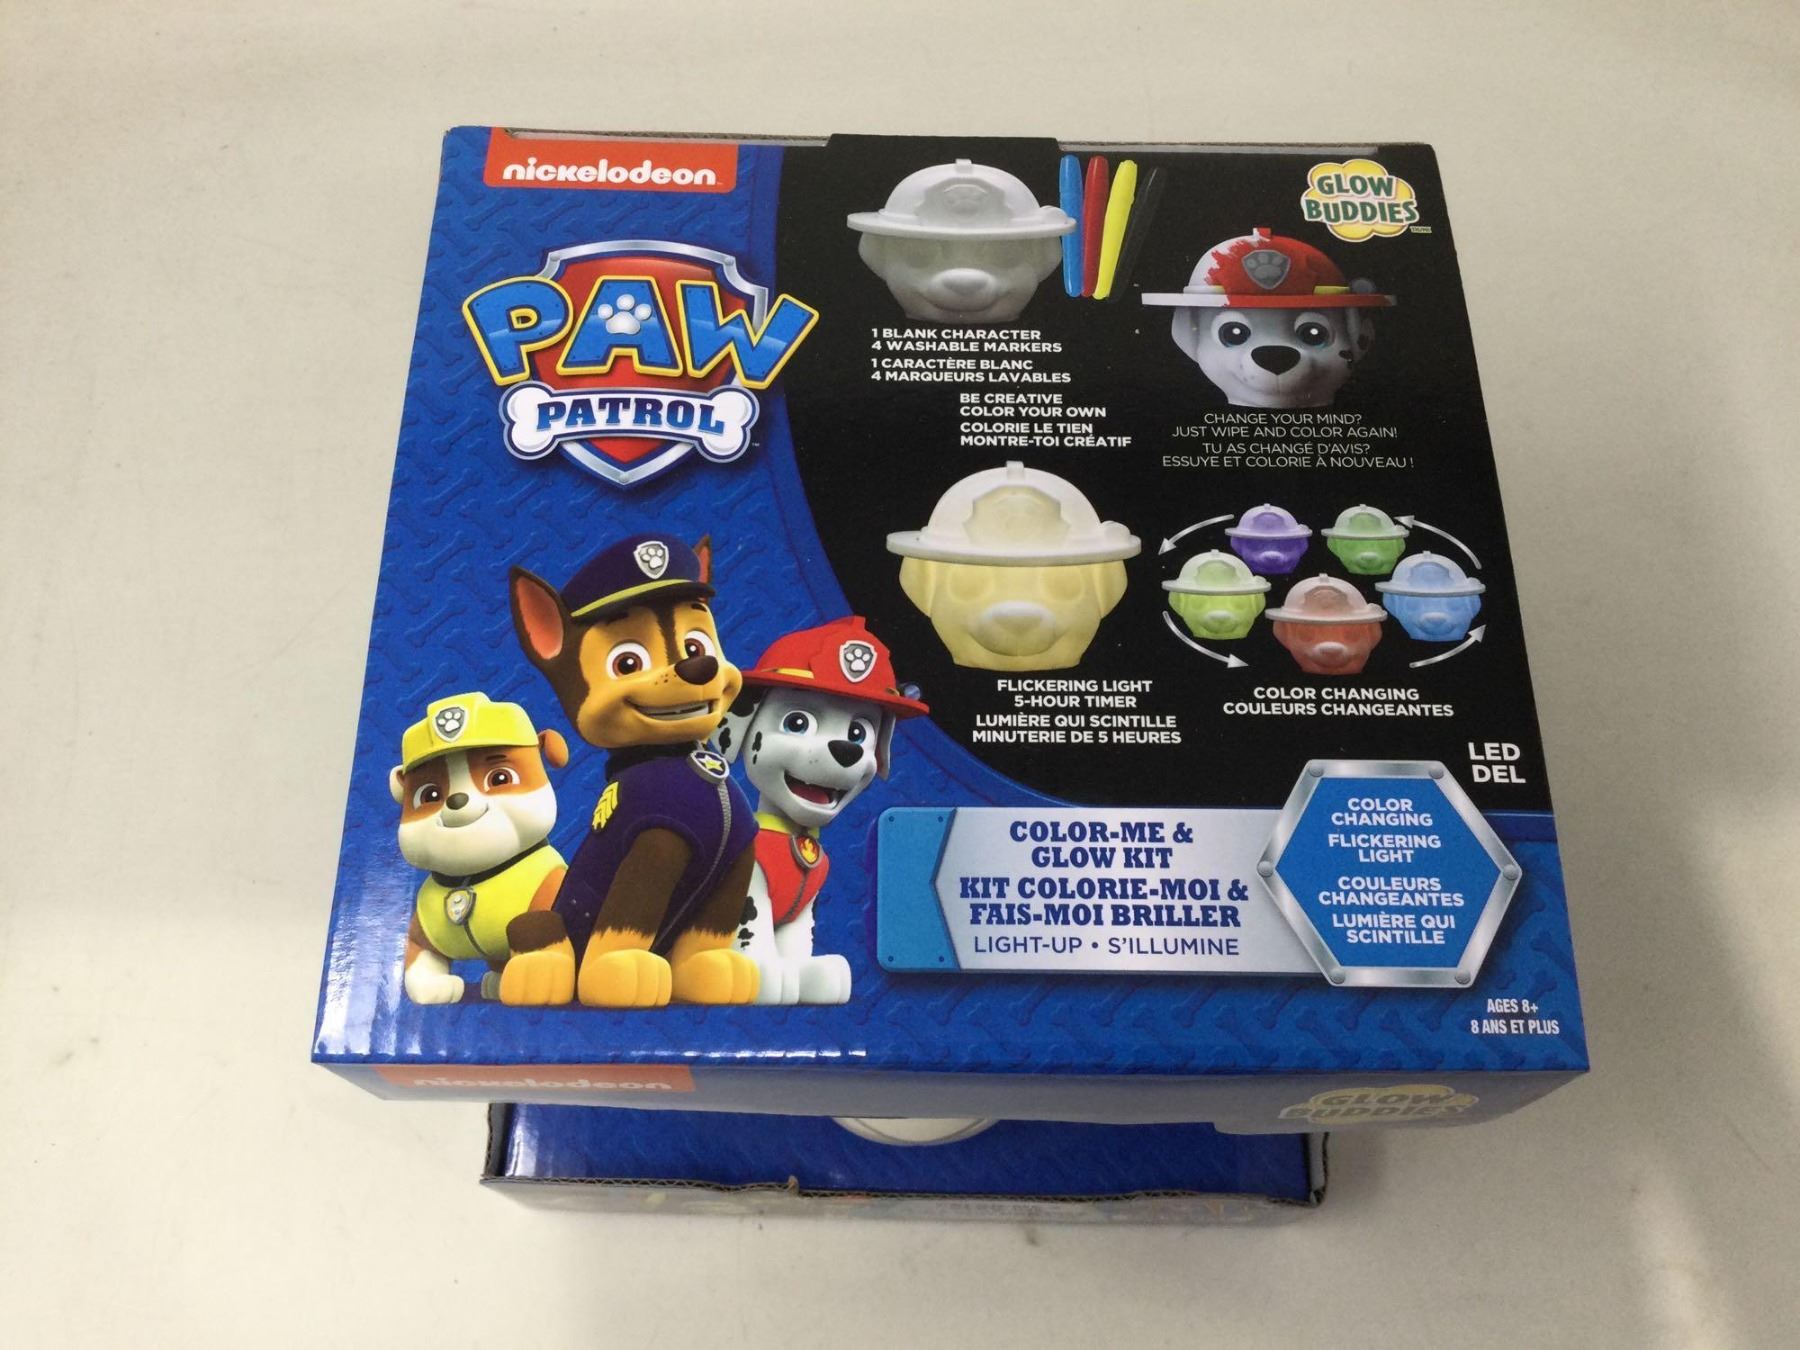 nickelodeon
PAW
PATROL
GLOW
BUDDIES
1 BLANK CHARACTER
4 WASHABLE MARKERS
1 CARACTÈRE BLANC
4 MARQUEURS LAVABLES
BE CREATIVE
COLOR YOUR OWN
COLORIE LE TIEN
MONTRE-TOI CRÉATIF
CHANGE YOUR MIND?
JUST WIPE AND COLOR AGAIN!
TU AS CHANGÉ D'AVIS?
ESSUYE ET COLORIE À NOUVEAU !
FLICKERING LIGHT
5-HOUR TIMER
LUMIÈRE QUI SCINTILLE
MINUTERIE DE 5 HEURES
COLOR CHANGING
COULEURS CHANGEANTES
LED
DEL
COLOR-ME &
GLOW KIT
KIT COLORIE-MOI &
FAIS-MOI BRILLER
LIGHT-UP • S'ILLUMINE
COLOR
CHANGING
FLICKERING
LIGHT
COULEURS
CHANGEANTES
LUMIÈRE QUI
SCINTILLE
AGES 8+
8 ANS ET PLUS
nickelodeon
GLOW
BUDDIES